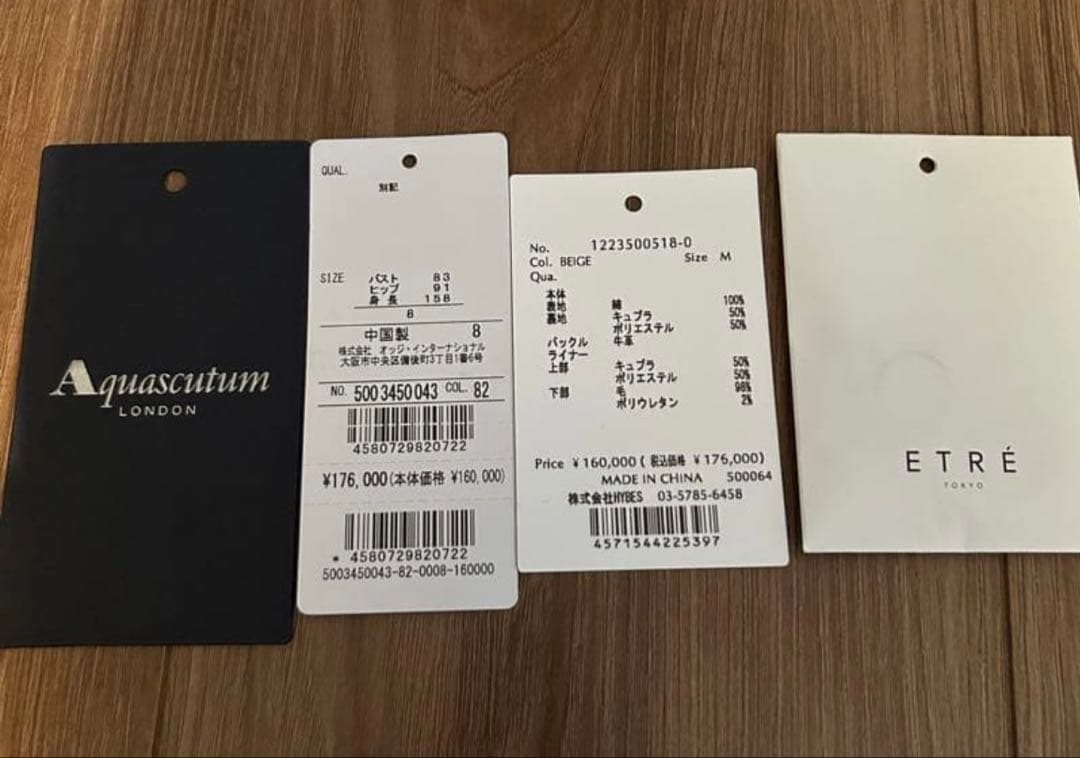 Aquascutum
LONDON
QUAL.
別記
SIZE バスト 83
ヒップ 91
身長 158
8
中国製 8
株式会社 オッジ・インターナショナル
大阪市中央区備後町3丁目1番6号
NO. 5003450043 COL. 82
4580729820722
¥176,000(本体価格 ¥160,000)
* 4580729820722
5003450043-82-0008-160000
No. 1223500518-0
Col. BEIGE Size M
Qua.
本体
表地 綿 100%
裏地 キュプラ 50%
ポリエステル 50%
バックル 牛革
ライナー
上部 キュプラ 50%
ポリエステル 50%
下部 毛 98%
ポリウレタン 2%
Price ¥160,000(税込価格 ¥176,000)
MADE IN CHINA 500064
株式会社HYBES 03-5785-6458
4571544225397
ETRÉ
TOKYO